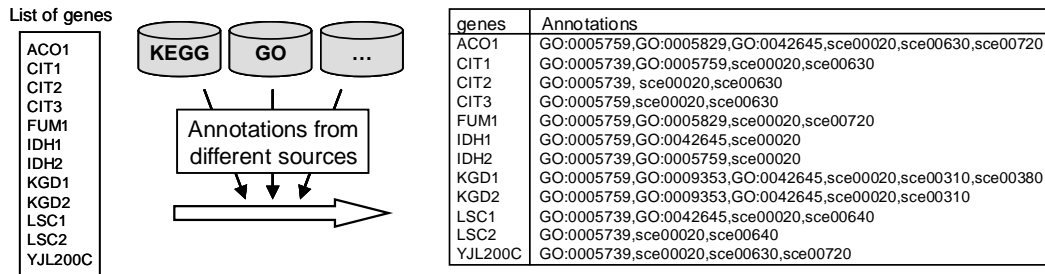 List of genes
ACO1
CIT1
CIT2
CIT3
FUM1
IDH1
IDH2
KGD1
KGD2
LSC1
LSC2
YJL200C
KEGG GO ...
Annotations from
different sources
genes Annotations
ACO1 GO:0005759,GO:0005829,GO:0042645,sce00020,sce00630,sce00720
CIT1 GO:0005739,GO:0005759,sce00020,sce00630
CIT2 GO:0005739, sce00020,sce00630
CIT3 GO:0005759,sce00020,sce00630
FUM1 GO:0005759,GO:0005829,sce00020,sce00720
IDH1 GO:0005759,GO:0042645,sce00020
IDH2 GO:0005739,GO:0005759,sce00020
KGD1 GO:0005759,GO:0009353,GO:0042645,sce00020,sce00310,sce00380
KGD2 GO:0005759,GO:0009353,GO:0042645,sce00020,sce00310
LSC1 GO:0005739,GO:0042645,sce00020,sce00640
LSC2 GO:0005739,sce00020,sce00640
YJL200C GO:0005739,sce00020,sce00630,sce00720